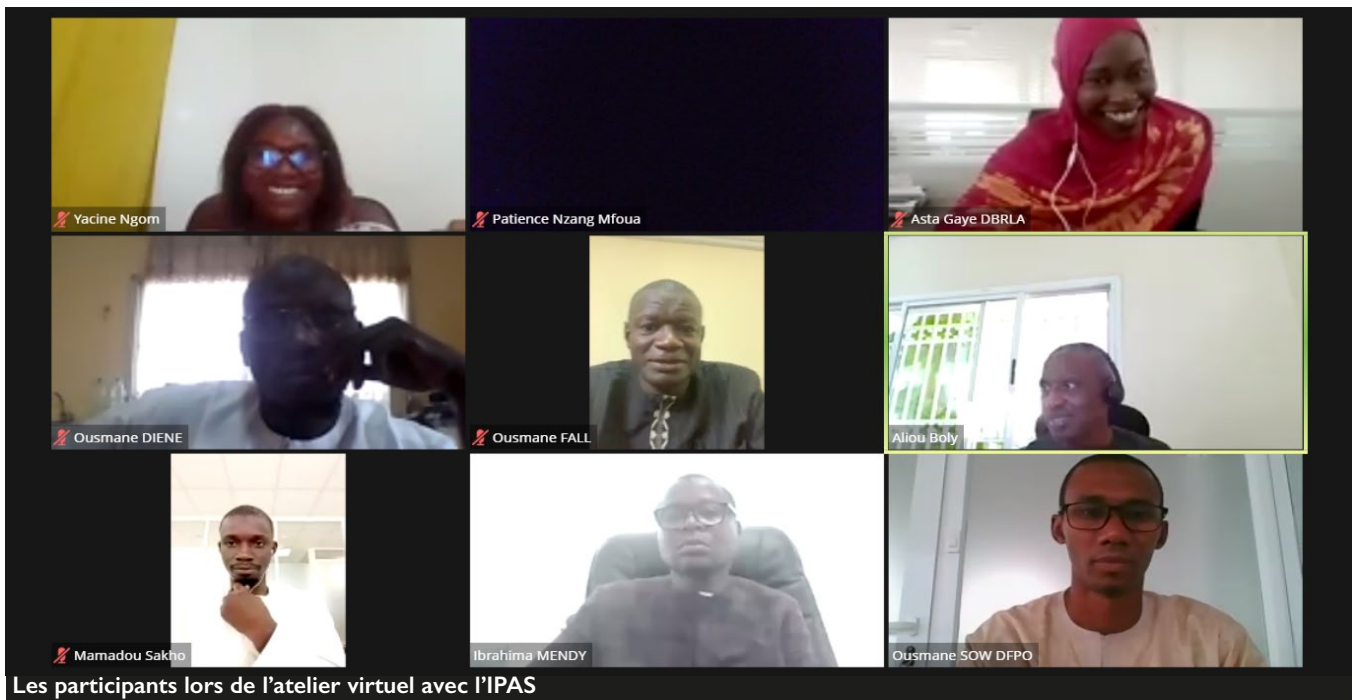 Yacine Ngom
Patience Nzang Mfoua
Asta Gaye DBRLA
Ousmane DIENE
Ousmane FALL
Aliou Boly
Mamadou Sakho
Ibrahima MENDY
Ousmane SOW DFPO
Les participants lors de l’atelier virtuel avec l’IPAS